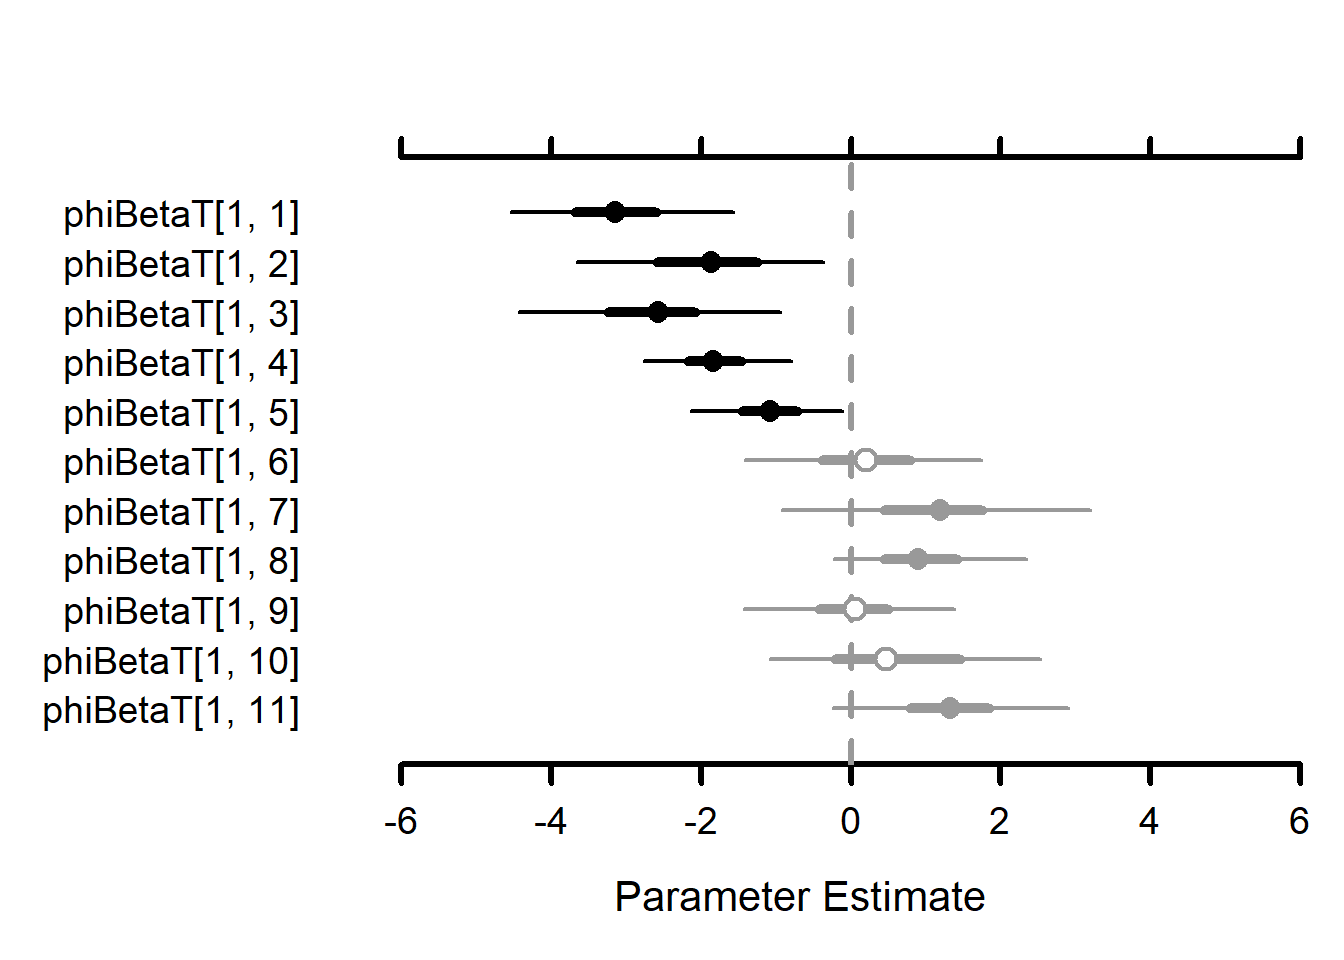 phiBetaT[1, 1]
phiBetaT[1, 2]
phiBetaT[1, 3]
phiBetaT[1, 4]
phiBetaT[1, 5]
phiBetaT[1, 6]
phiBetaT[1, 7]
phiBetaT[1, 8]
phiBetaT[1, 9]
phiBetaT[1, 10]
phiBetaT[1, 11]
-6 -4 -2 0 2 4 6
Parameter Estimate